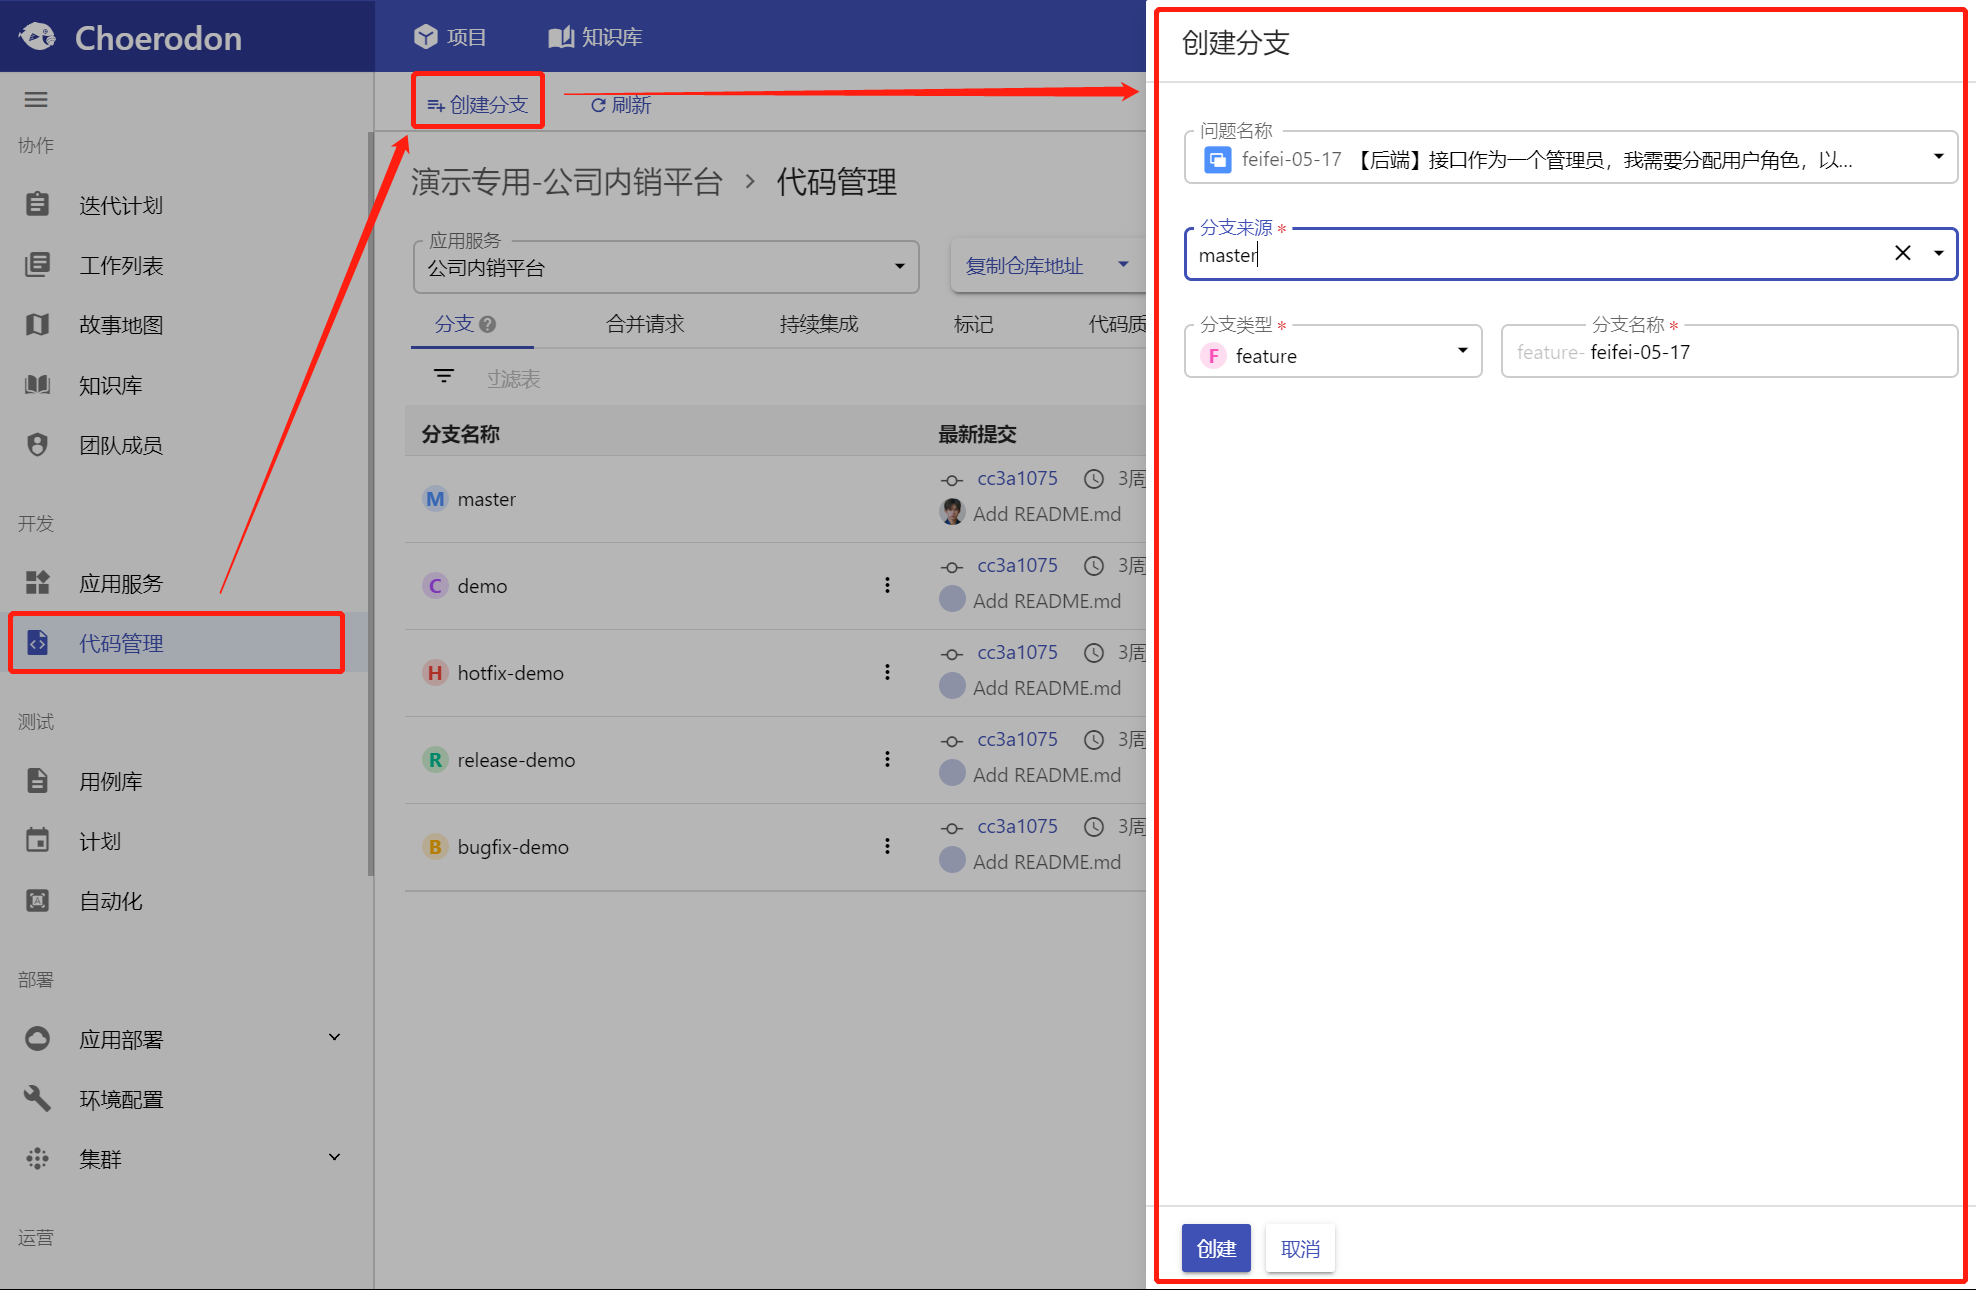 Choerodon
项目
知识库
协作
迭代计划
工作列表
故事地图
知识库
团队成员
开发
应用服务
代码管理
测试
用例库
计划
自动化
部署
应用部署
环境配置
集群
运营
创建分支
刷新
演示专用-公司内销平台 > 代码管理
应用服务
公司内销平台
复制仓库地址
分支 ?
合并请求
持续集成
标记
代码质
过滤表
分支名称 最新提交
M master
cc3a1075 3周
Add README.md
C demo
cc3a1075 3周
Add README.md
H hotfix-demo
cc3a1075 3周
Add README.md
R release-demo
cc3a1075 3周
Add README.md
B bugfix-demo
cc3a1075 3周
Add README.md
创建分支
问题名称
feifei-05-17 【后端】接口作为一个管理员，我需要分配用户角色，以...
分支来源 *
master
分支类型 *
F feature
分支名称 *
feature- feifei-05-17
创建
取消